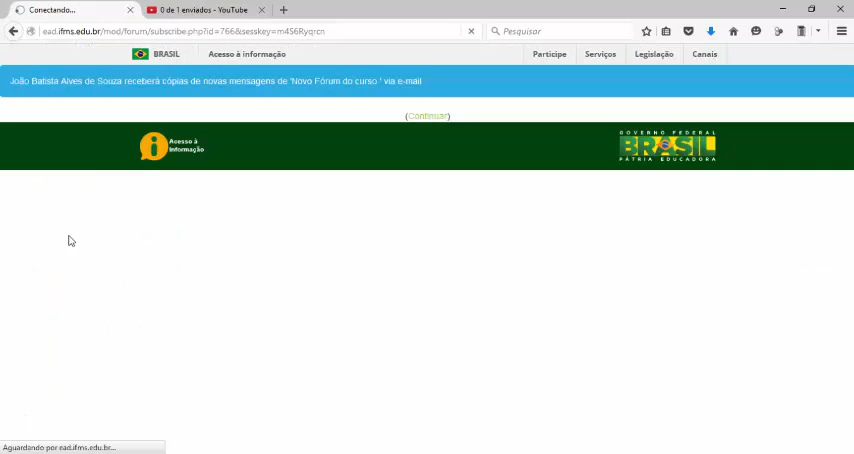 Conectando...
0 de 1 enviados - YouTube
ead.ifms.edu.br/mod/forum/subscribe.php?id=766&sesskey=m4S6Ryqrcn
Pesquisar
BRASIL
Acesso à informação
Participe
Serviços
Legislação
Canais
João Batista Alves de Souza receberá cópias de novas mensagens de 'Novo Fórum do curso ' via e-mail
(Continuar)
Acesso à
Informação
GOVERNO FEDERAL
BRASIL
PÁTRIA EDUCADORA
Aguardando por ead.ifms.edu.br...